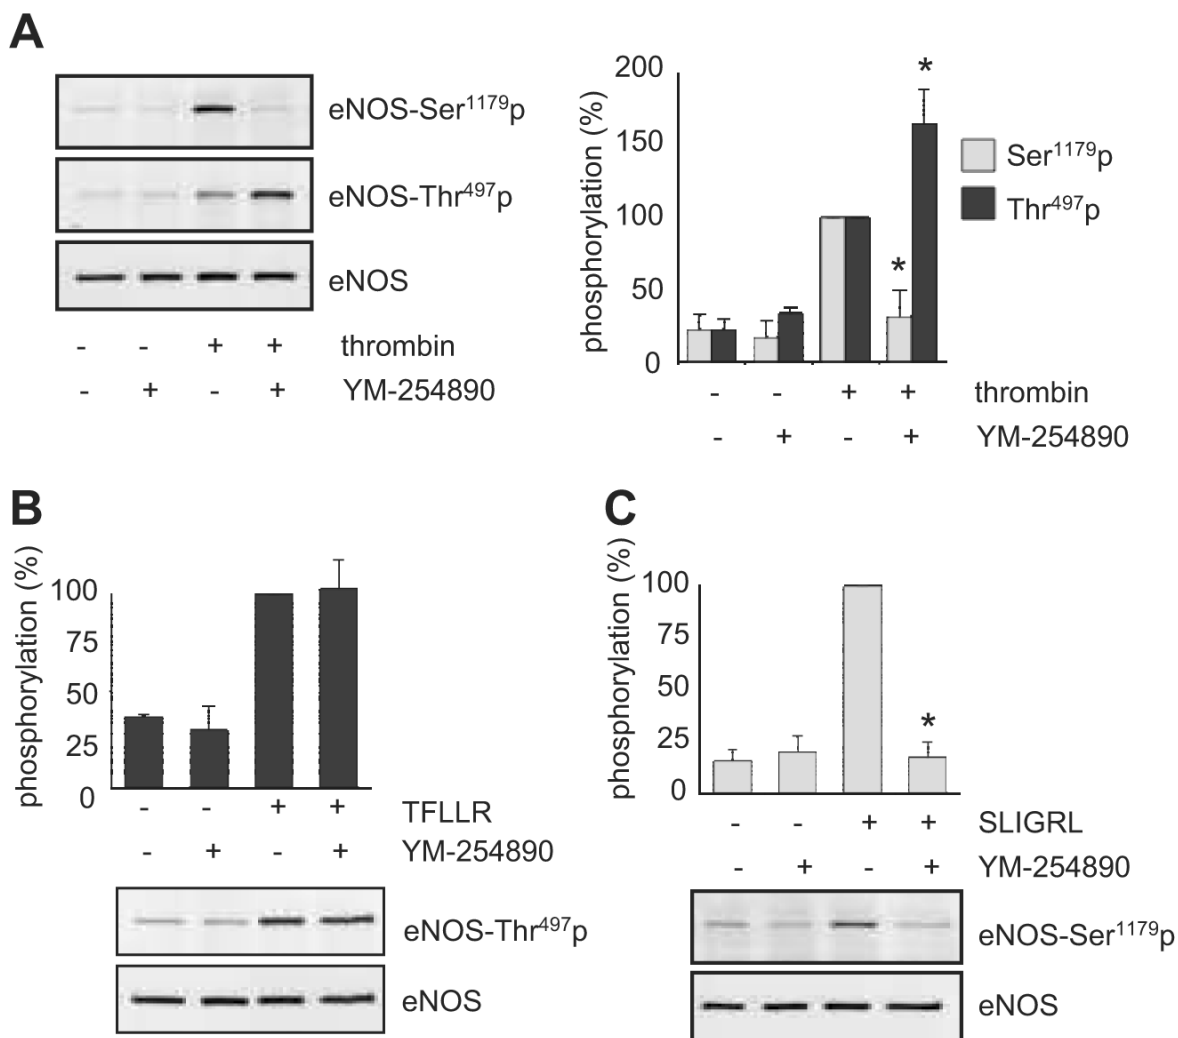 A
eNOS-Ser1179p
eNOS-Thr497p
eNOS
- - + + thrombin
- + - + YM-254890
phosphorylation (%)
200
150
100
50
0
*
*
Ser1179p
Thr497p
- - + + thrombin
- + - + YM-254890
B
phosphorylation (%)
100
75
50
25
0
- - + + TFLLR
- + - + YM-254890
eNOS-Thr497p
eNOS
C
phosphorylation (%)
100
75
50
25
0
*
- - + + SLIGRL
- + - + YM-254890
eNOS-Ser1179p
eNOS